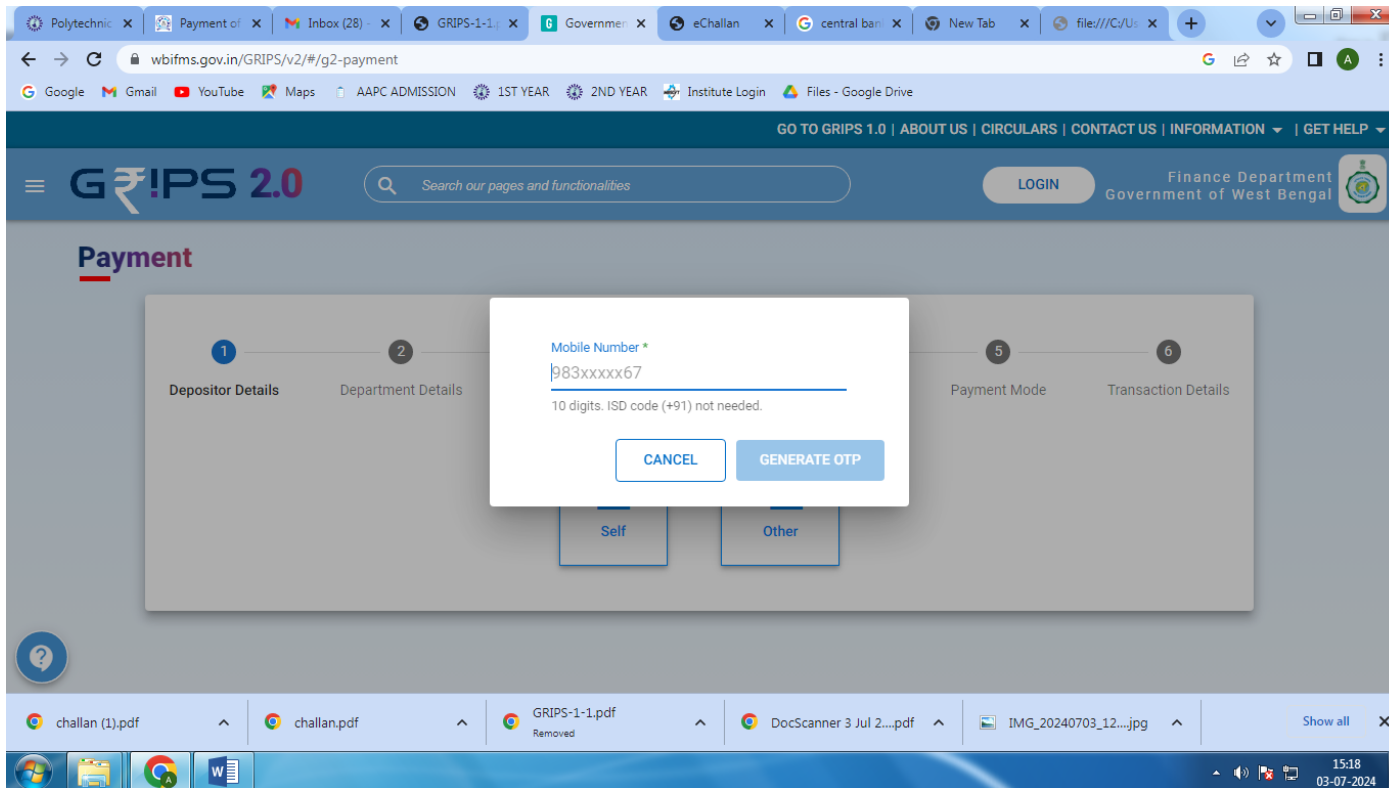 Polytechnic
Payment of
Inbox (28) -
GRIPS-1-1.p
Governmen
eChallan
central ban
New Tab
file:///C:/Us
wbifms.gov.in/GRIPS/v2/#/g2-payment
G
A
Google
Gmail
YouTube
Maps
AAPC ADMISSION
1ST YEAR
2ND YEAR
Institute Login
Files - Google Drive
GO TO GRIPS 1.0 | ABOUT US | CIRCULARS | CONTACT US | INFORMATION | GET HELP
G₹!PS 2.0
Search our pages and functionalities
LOGIN
Finance Department
Government of West Bengal
Payment
1
2
5
6
Depositor Details
Department Details
Payment Mode
Transaction Details
Mobile Number *
983xxxxx67
10 digits. ISD code (+91) not needed.
CANCEL
GENERATE OTP
Self
Other
challan (1).pdf
challan.pdf
GRIPS-1-1.pdf
Removed
DocScanner 3 Jul 2....pdf
IMG_20240703_12....jpg
Show all
A
W
15:18
03-07-2024